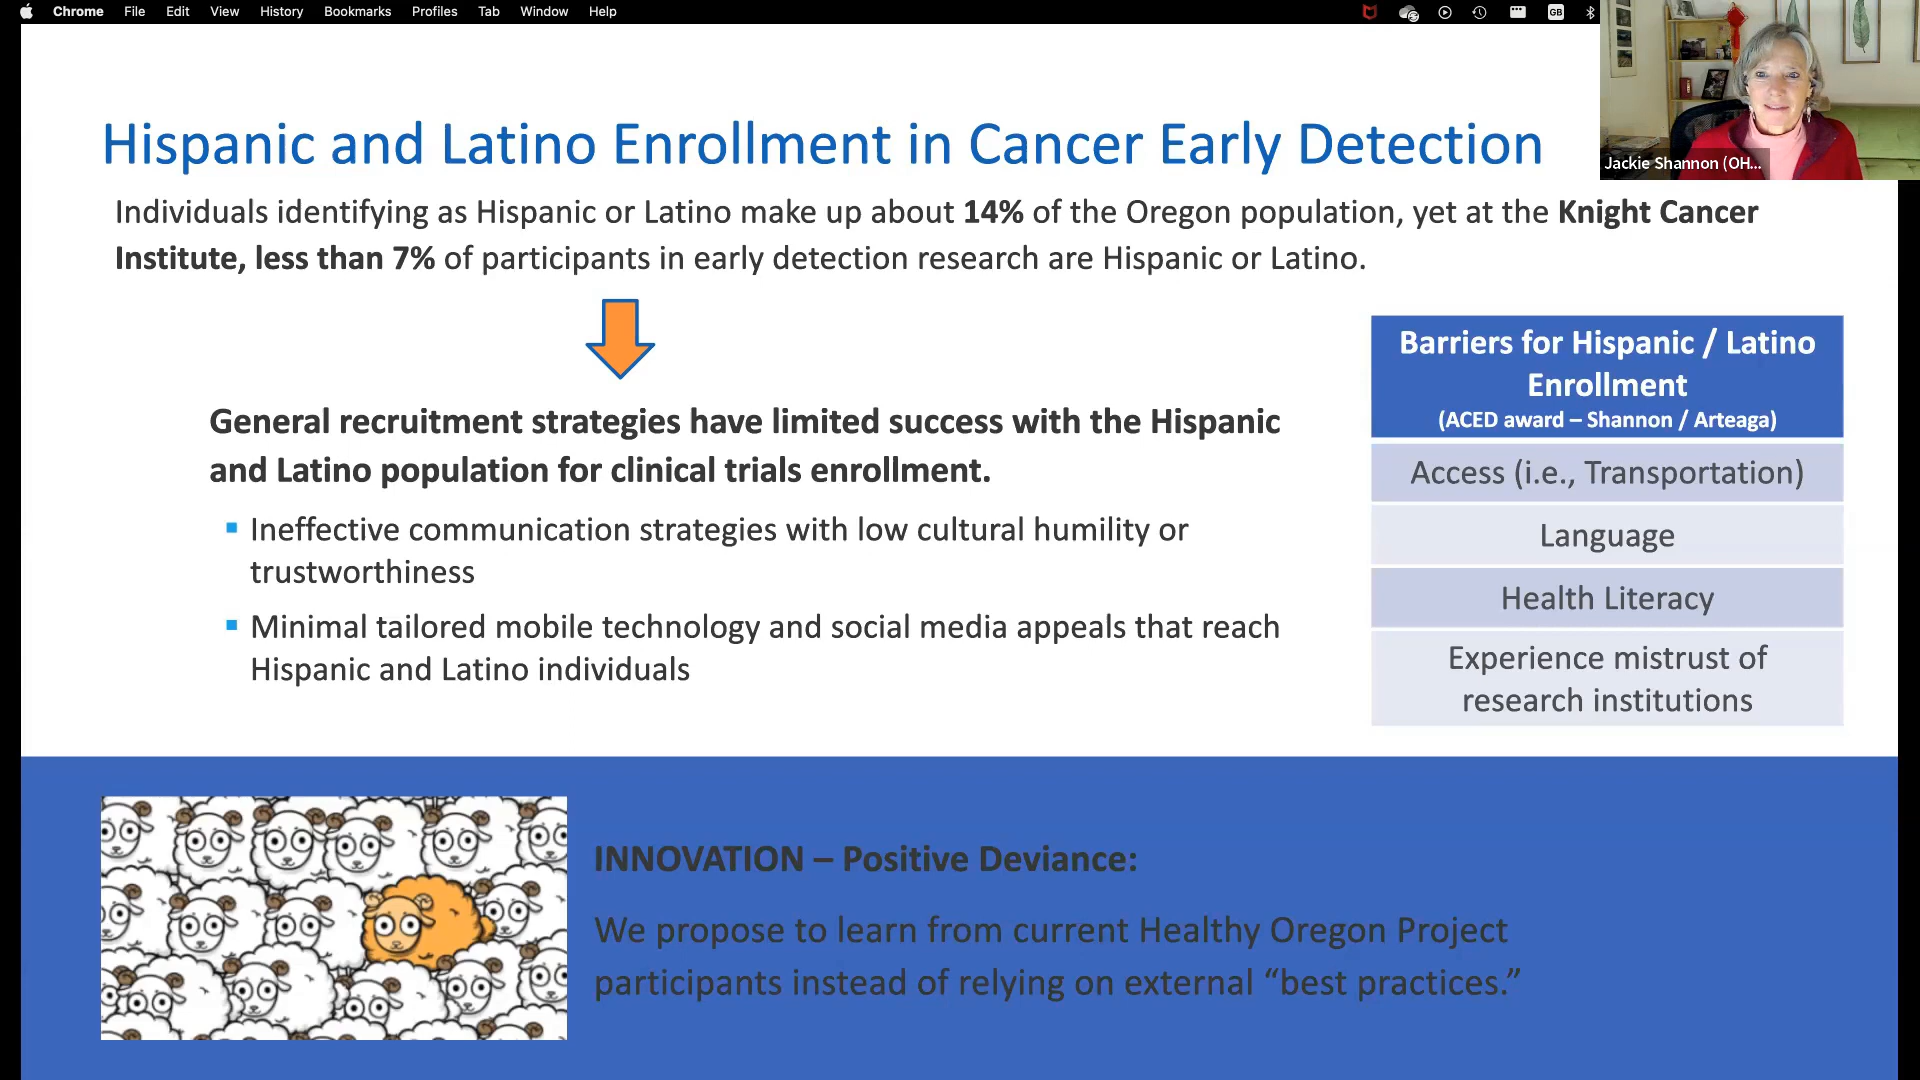 Chrome File Edit View History Bookmarks Profiles Tab Window Help
GB
Jackie Shannon (OH...
Hispanic and Latino Enrollment in Cancer Early Detection
Individuals identifying as Hispanic or Latino make up about 14% of the Oregon population, yet at the Knight Cancer
Institute, less than 7% of participants in early detection research are Hispanic or Latino.
General recruitment strategies have limited success with the Hispanic
and Latino population for clinical trials enrollment.
▪ Ineffective communication strategies with low cultural humility or
trustworthiness
▪ Minimal tailored mobile technology and social media appeals that reach
Hispanic and Latino individuals
Barriers for Hispanic / Latino
Enrollment
(ACED award – Shannon / Arteaga)
Access (i.e., Transportation)
Language
Health Literacy
Experience mistrust of
research institutions
INNOVATION – Positive Deviance:
We propose to learn from current Healthy Oregon Project
participants instead of relying on external “best practices.”